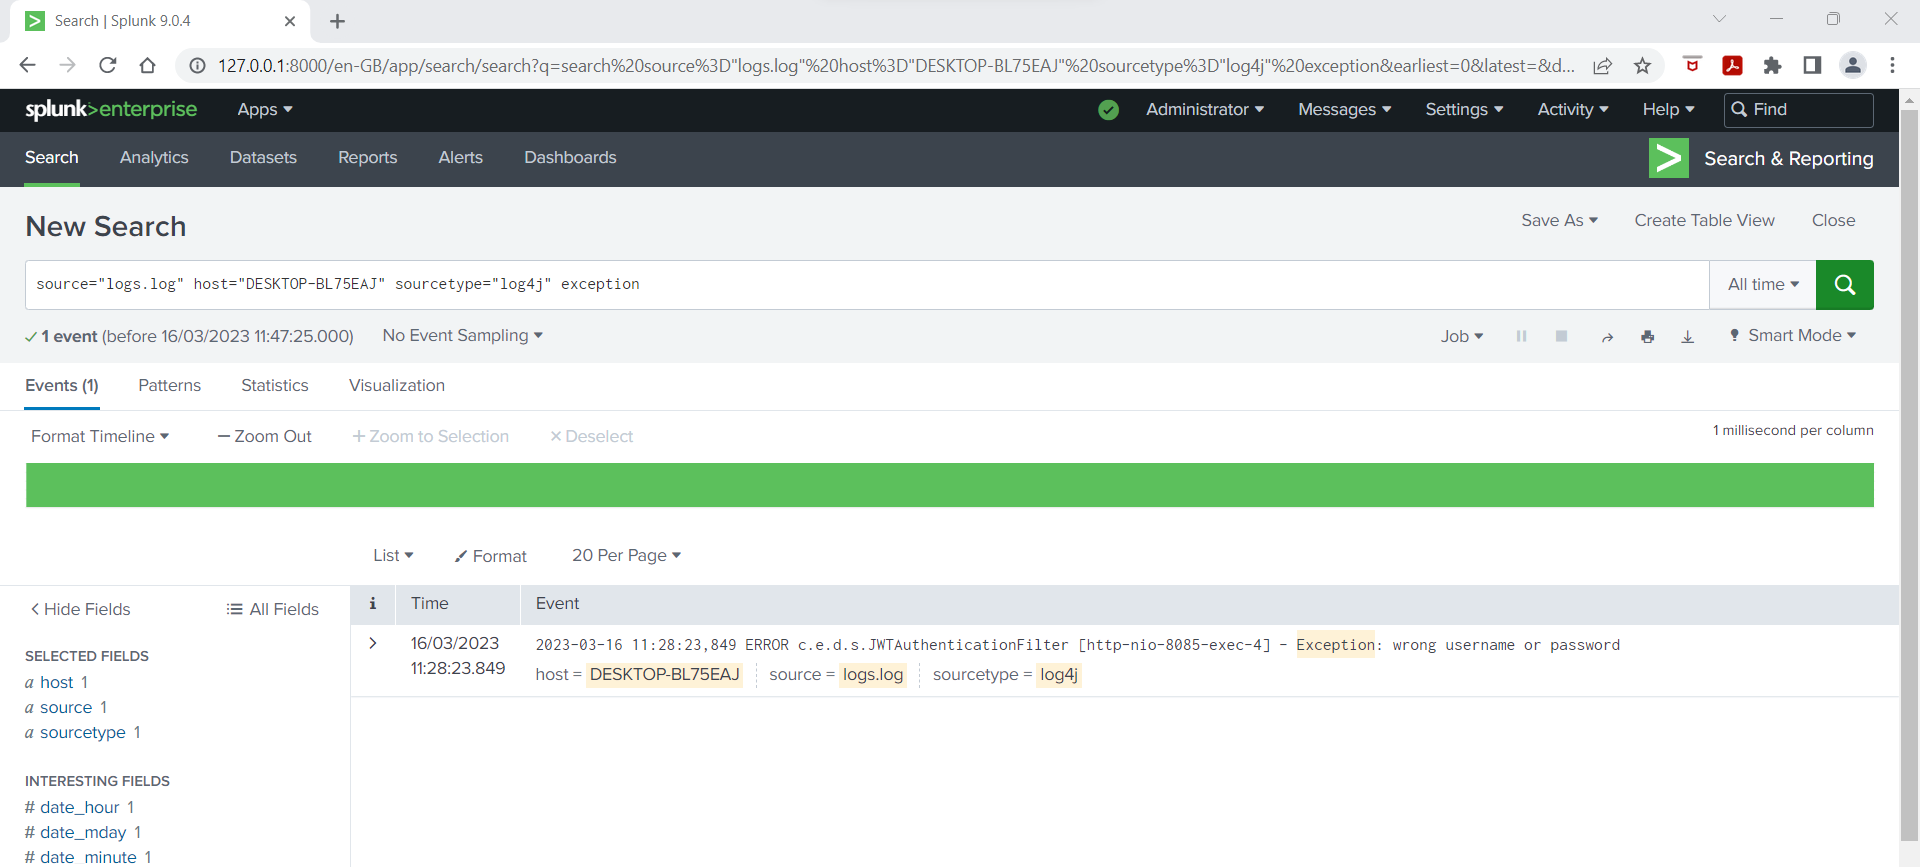 Search | Splunk 9.0.4
127.0.0.1:8000/en-GB/app/search/search?q=search%20source%3D"logs.log"%20host%3D"DESKTOP-BL75EAJ"%20sourcetype%3D"log4j"%20exception&earliest=0&latest=&d...
splunk>enterprise Apps Administrator Messages Settings Activity Help Find
Search Analytics Datasets Reports Alerts Dashboards Search & Reporting
New Search Save As Create Table View Close
source="logs.log" host="DESKTOP-BL75EAJ" sourcetype="log4j" exception All time
1 event (before 16/03/2023 11:47:25.000) No Event Sampling Job Smart Mode
Events (1) Patterns Statistics Visualization
Format Timeline Zoom Out Zoom to Selection Deselect 1 millisecond per column
List Format 20 Per Page
Hide Fields All Fields
SELECTED FIELDS
a host 1
a source 1
a sourcetype 1
INTERESTING FIELDS
# date_hour 1
# date_mday 1
# date_minute 1
i Time Event
16/03/2023
11:28:23.849
2023-03-16 11:28:23,849 ERROR c.e.d.s.JWTAuthenticationFilter [http-nio-8085-exec-4] - Exception: wrong username or password
host = DESKTOP-BL75EAJ source = logs.log sourcetype = log4j